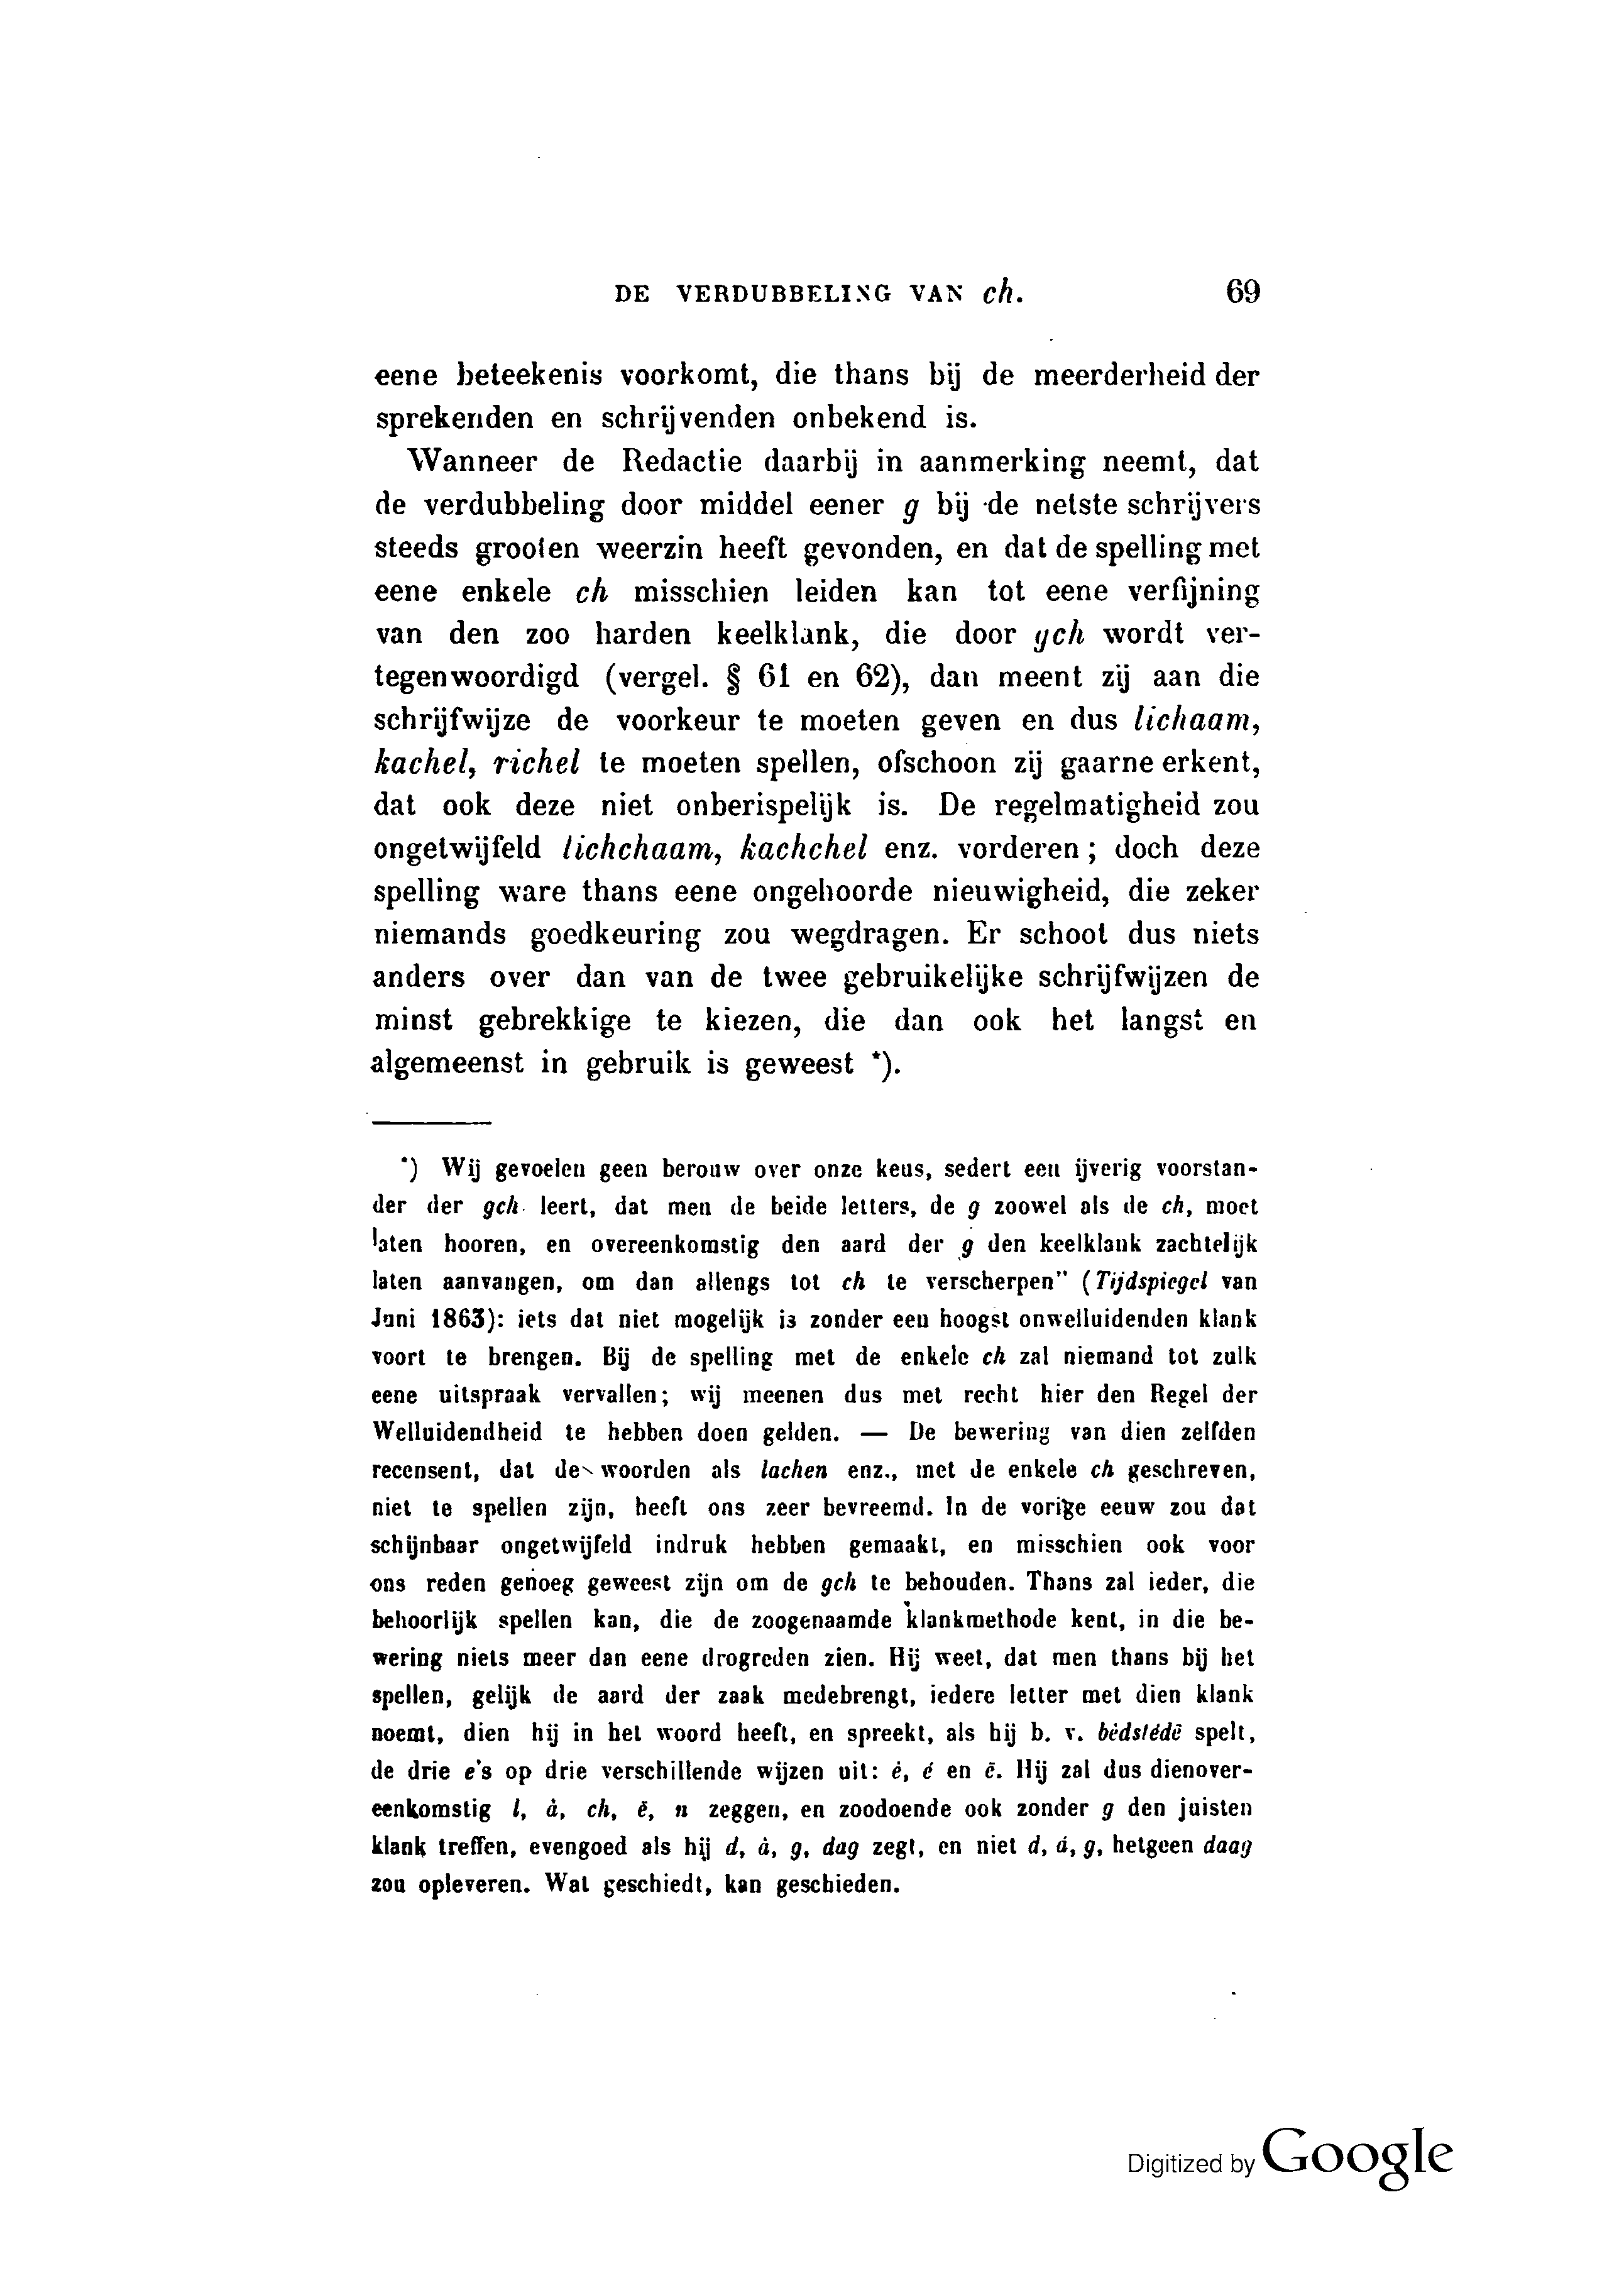 DE VERDUBBELING VAN ch. 69
eene beteekenis voorkomt, die thans bij de meerderheid der
sprekenden en schrijvenden onbekend is.
Wanneer de Redactie daarbij in aanmerking neemt, dat
de verdubbeling door middel eener g bij de netste schrijvers
steeds grooten weerzin heeft gevonden, en dat de spelling met
eene enkele ch misschien leiden kan tot eene verfijning
van den zoo harden keelklank, die door gch wordt ver-
tegenwoordigd (vergel. § 61 en 62), dan meent zij aan die
schrijfwijze de voorkeur te moeten geven en dus lichaam,
kachel, richel te moeten spellen, ofschoon zij gaarne erkent,
dat ook deze niet onberispelijk is. De regelmatigheid zou
ongetwijfeld lichchaam, kachchel enz. vorderen; doch deze
spelling ware thans eene ongehoorde nieuwigheid, die zeker
niemands goedkeuring zou wegdragen. Er schoot dus niets
anders over dan van de twee gebruikelijke schrijfwijzen de
minst gebrekkige te kiezen, die dan ook het langst en
algemeenst in gebruik is geweest *).
*) Wij gevoelen geen berouw over onze keus, sedert een ijverig voorstan-
der der gch leert, dat men de beide letters, de g zoowel als de ch, moet
laten hooren, en overeenkomstig den aard der g den keelklank zachtelijk
laten aanvangen, om dan allengs tot ch te verscherpen" (Tijdspiegel van
Juni 1863): iets dat niet mogelijk is zonder een hoogst onwelluidenden klank
voort te brengen. Bij de spelling met de enkele ch zal niemand tot zulk
eene uitspraak vervallen; wij meenen dus met recht hier den Regel der
Welluidendheid te hebben doen gelden. — De bewering van dien zelfden
recensent, dat de woorden als lachen enz., met de enkele ch geschreven,
niet te spellen zijn, heeft ons zeer bevreemd. In de vorige eeuw zou dat
schijnbaar ongetwijfeld indruk hebben gemaakt, en misschien ook voor
ons reden genoeg geweest zijn om de gch te behouden. Thans zal ieder, die
behoorlijk spellen kan, die de zoogenaamde klankmethode kent, in die be-
wering niets meer dan eene drogreden zien. Hij weet, dat men thans bij het
spellen, gelijk de aard der zaak medebrengt, iedere letter met dien klank
noemt, dien hij in het woord heeft, en spreekt, als hij b. v. bèdstédĕ spelt,
de drie e's op drie verschillende wijzen uit: è, é en ĕ. Hij zal dus dienover-
eenkomstig l, à, ch, ĕ, n zeggen, en zoodoende ook zonder g den juisten
klank treffen, evengoed als hij d, à, g, dag zegt, en niet d, á, g, hetgeen daag
zou opleveren. Wat geschiedt, kan geschieden.
Digitized by Google